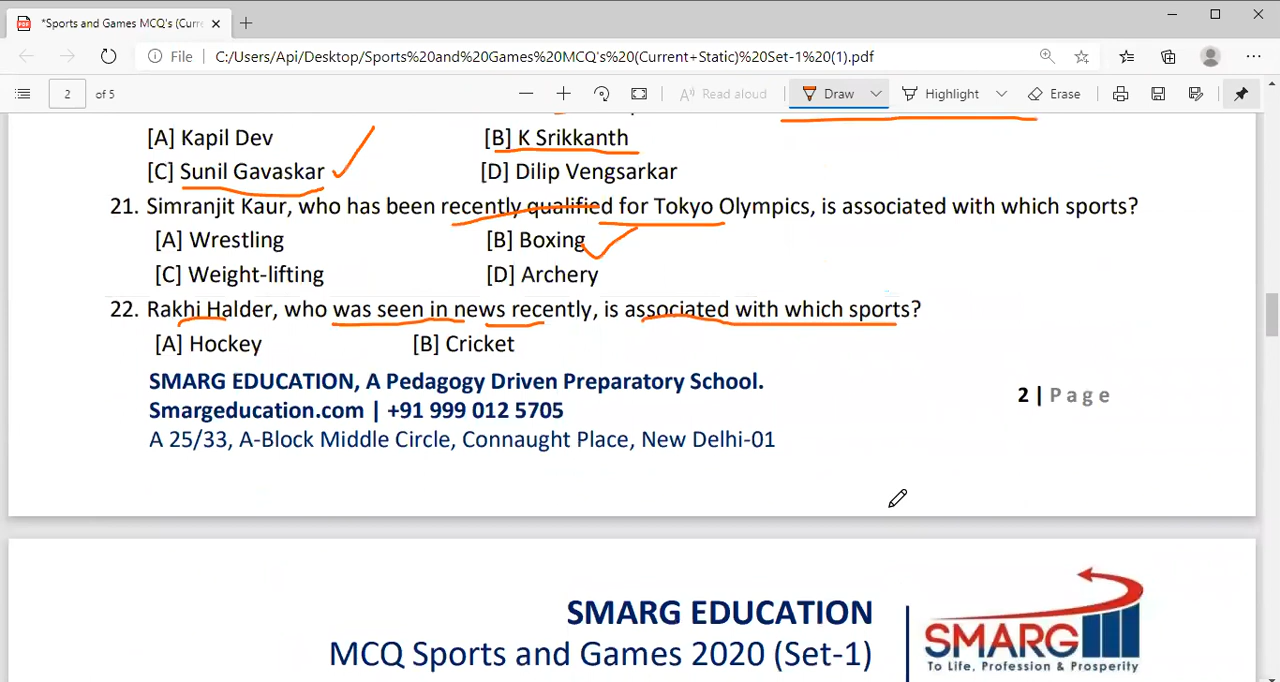 *Sports and Games MCQ's (Curre
File C:/Users/Api/Desktop/Sports%20and%20Games%20MCQ's%20(Current+Static)%20Set-1%20(1).pdf
2 of 5 Read aloud Draw Highlight Erase
[A] Kapil Dev [B] K Srikkanth
[C] Sunil Gavaskar [D] Dilip Vengsarkar
21. Simranjit Kaur, who has been recently qualified for Tokyo Olympics, is associated with which sports?
[A] Wrestling [B] Boxing
[C] Weight-lifting [D] Archery
22. Rakhi Halder, who was seen in news recently, is associated with which sports?
[A] Hockey [B] Cricket
SMARG EDUCATION, A Pedagogy Driven Preparatory School.
Smargeducation.com | +91 999 012 5705
A 25/33, A-Block Middle Circle, Connaught Place, New Delhi-01
2 | Page
SMARG EDUCATION
MCQ Sports and Games 2020 (Set-1)
SMARG
To Life, Profession & Prosperity